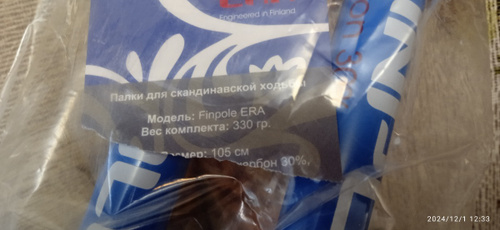 ERA
Engineered in Finland
Палки для скандинавской ходьбы
Модель: Finpole ERA
Вес комплекта: 330 гр.
Размер: 105 см
карбон 30%,
2024/12/1 12:33